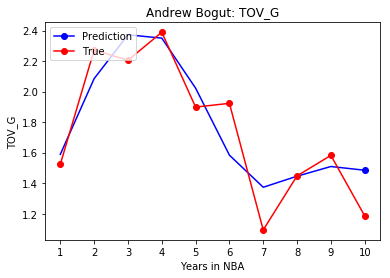 Andrew Bogut: TOV_G
Prediction
True
2.4
2.2
2.0
1.8
1.6
1.4
1.2
TOV_G
1 2 3 4 5 6 7 8 9 10
Years in NBA